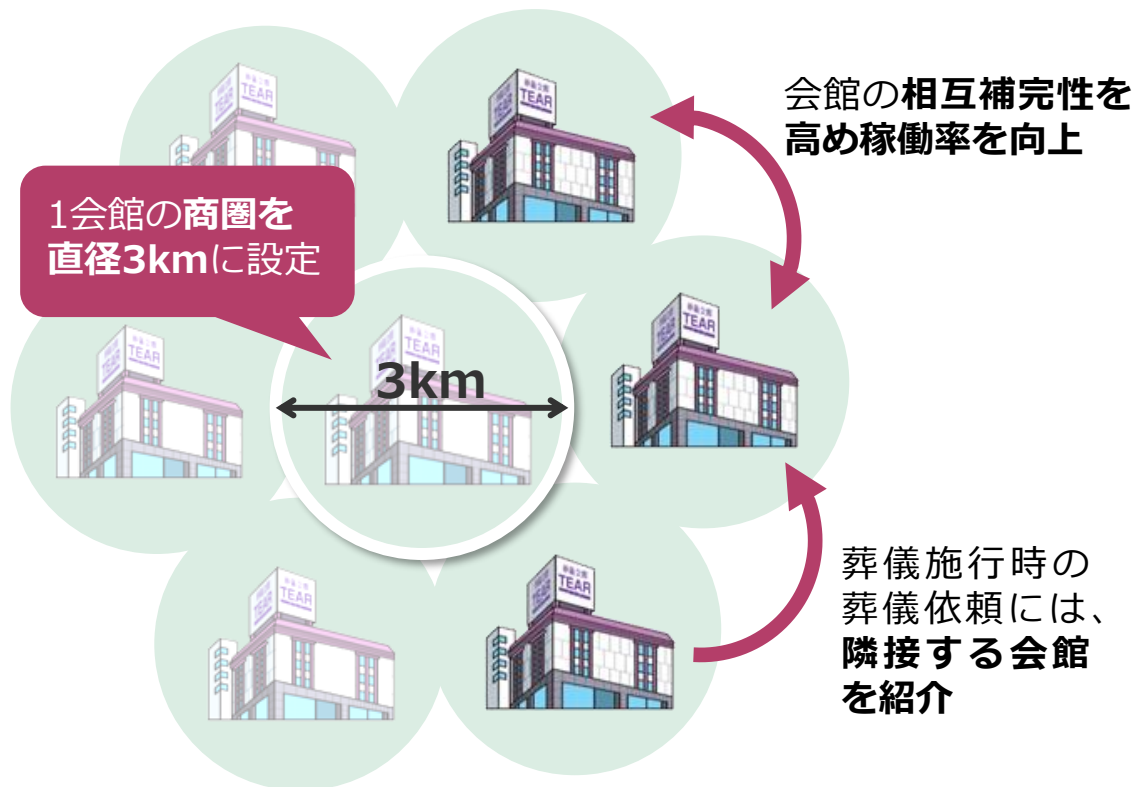 会館の相互補完性を
高め稼働率を向上
1会館の商圏を
直径3kmに設定
3km
葬儀施行時の
葬儀依頼には、
隣接する会館
を紹介
TEAR
TEAR
TEAR
TEAR
TEAR
TEAR
TEAR